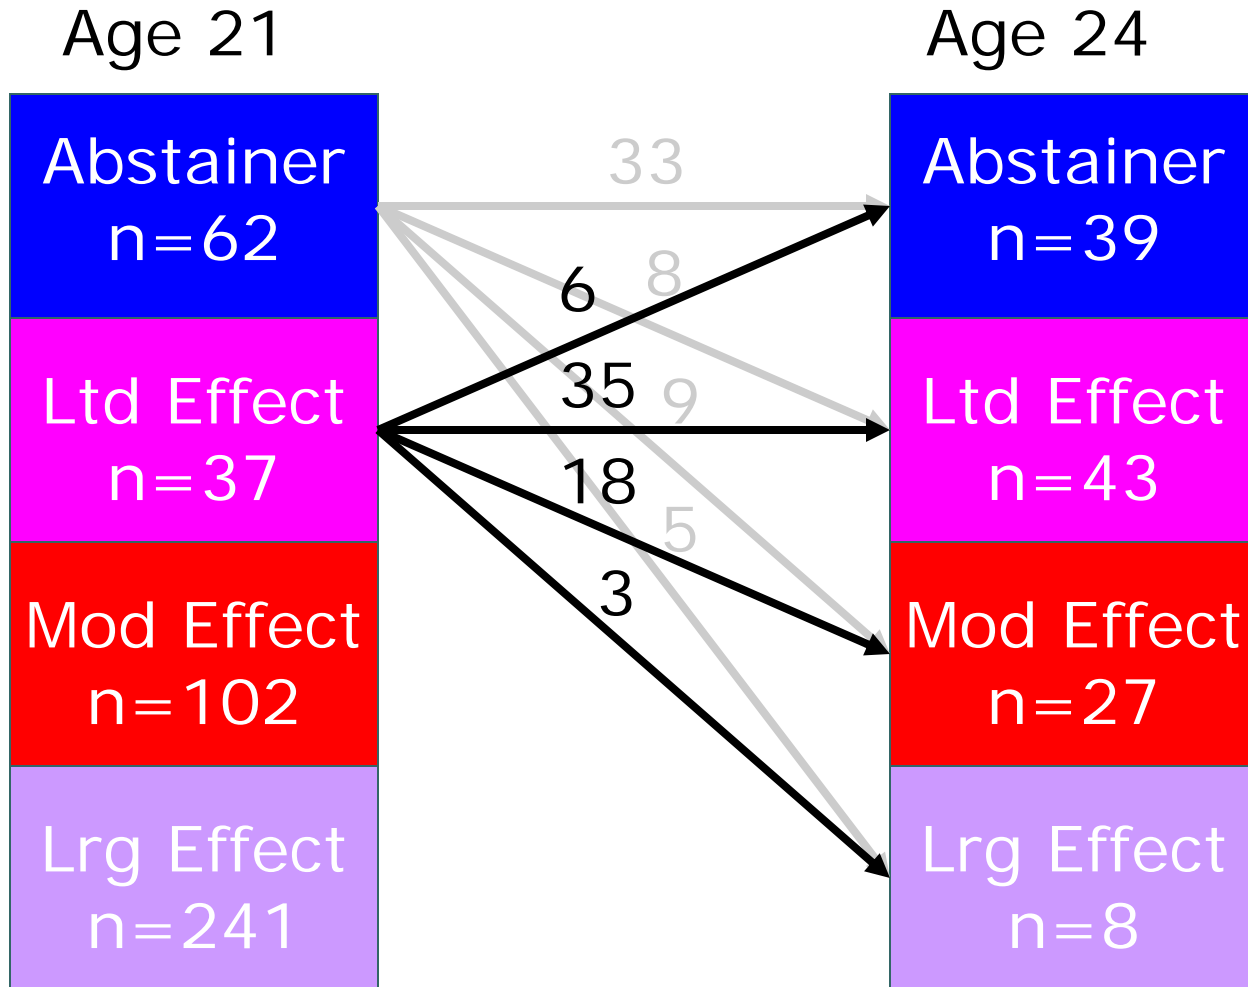 Age 21
Age 24
Abstainer
n=62
Ltd Effect
n=37
Mod Effect
n=102
Lrg Effect
n=241
33
8
6
35
9
18
5
3
Abstainer
n=39
Ltd Effect
n=43
Mod Effect
n=27
Lrg Effect
n=8